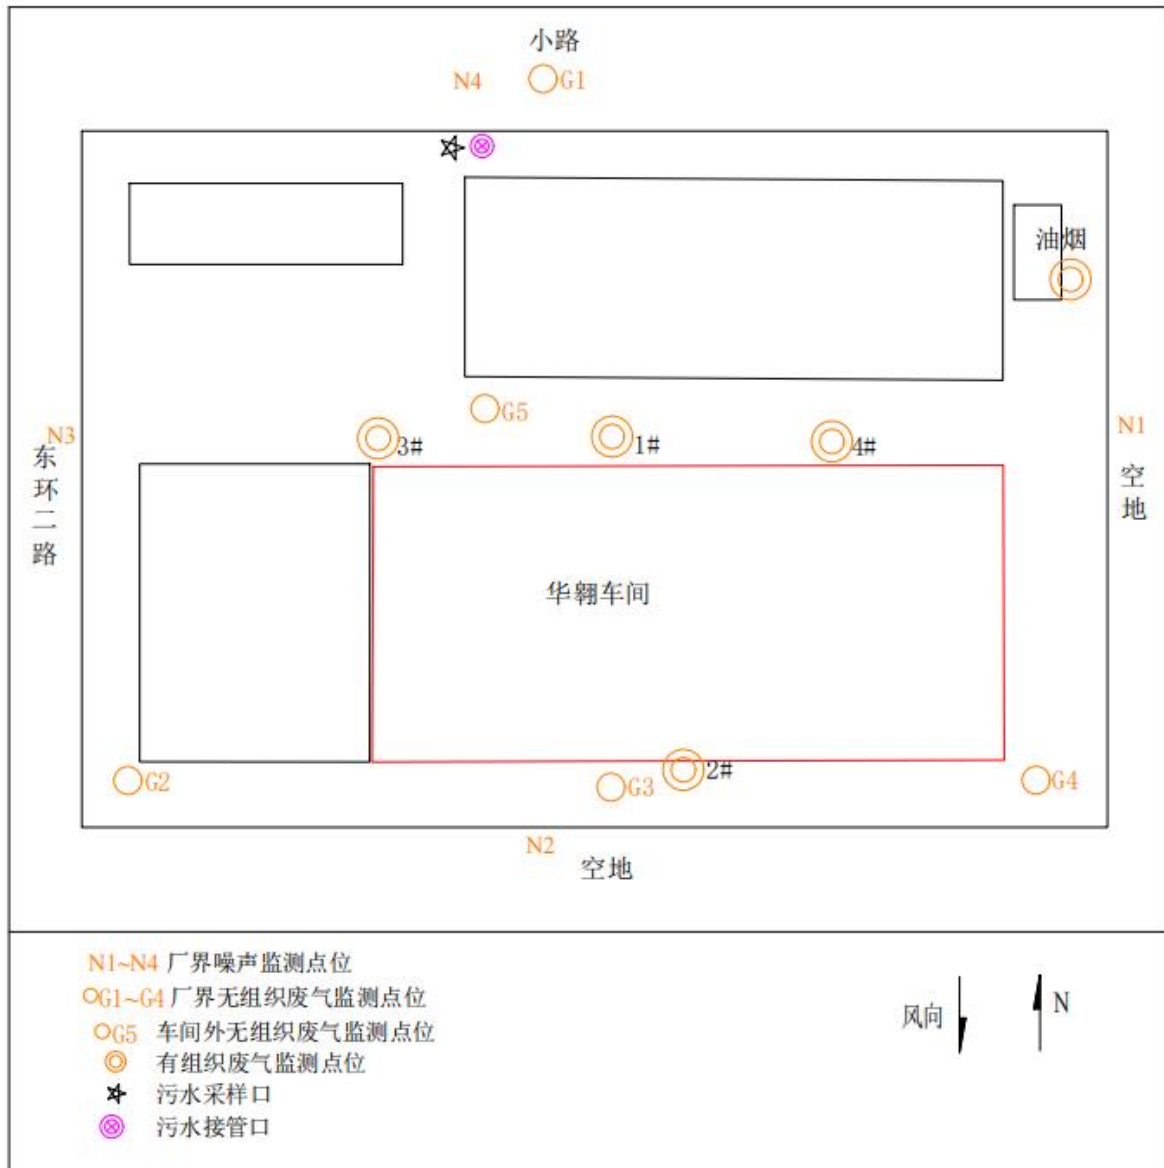 小路
N4
G1
油烟
G5
N3
N1
3#
1#
4#
东环二路
空地
华翱车间
G2
G3
2#
G4
N2
空地
N1~N4 厂界噪声监测点位
G1~G4 厂界无组织废气监测点位
G5 车间外无组织废气监测点位
有组织废气监测点位
污水采样口
污水接管口
风向
N